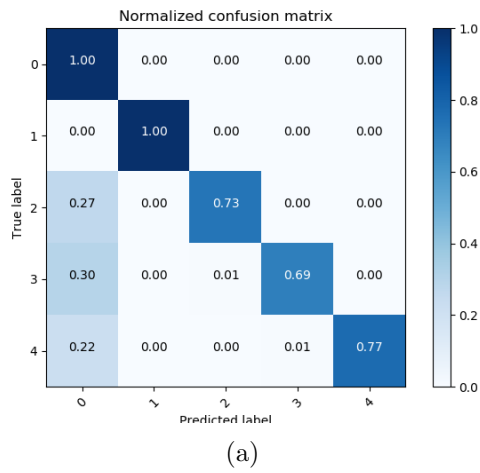 Normalized confusion matrix
0 1.00 0.00 0.00 0.00 0.00
1 0.00 1.00 0.00 0.00 0.00
2 0.27 0.00 0.73 0.00 0.00
3 0.30 0.00 0.01 0.69 0.00
4 0.22 0.00 0.00 0.01 0.77
0 1 2 3 4
True label
Predicted label
1.0
0.8
0.6
0.4
0.2
0.0
(a)